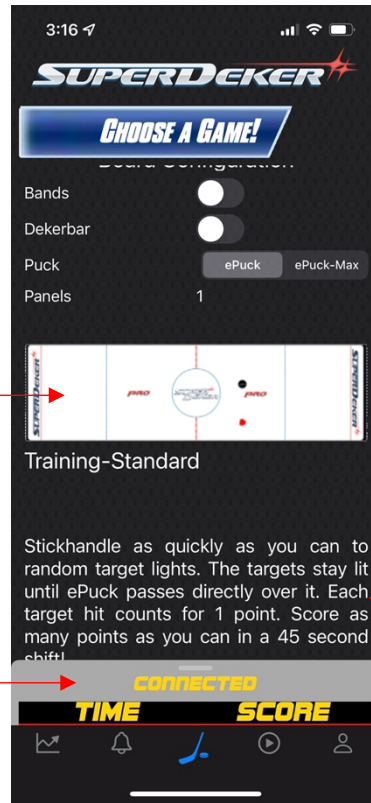 3:16
SUPERDEKER
CHOOSE A GAME!
Board Configuration
Bands
Dekerbar
Puck ePuck ePuck-Max
Panels 1
SUPERDEKER PRO SUPERDEKER PRO SUPERDEKER
Training-Standard
Stickhandle as quickly as you can to
random target lights. The targets stay lit
until ePuck passes directly over it. Each
target hit counts for 1 point. Score as
many points as you can in a 45 second
shift!
CONNECTED
TIME SCORE